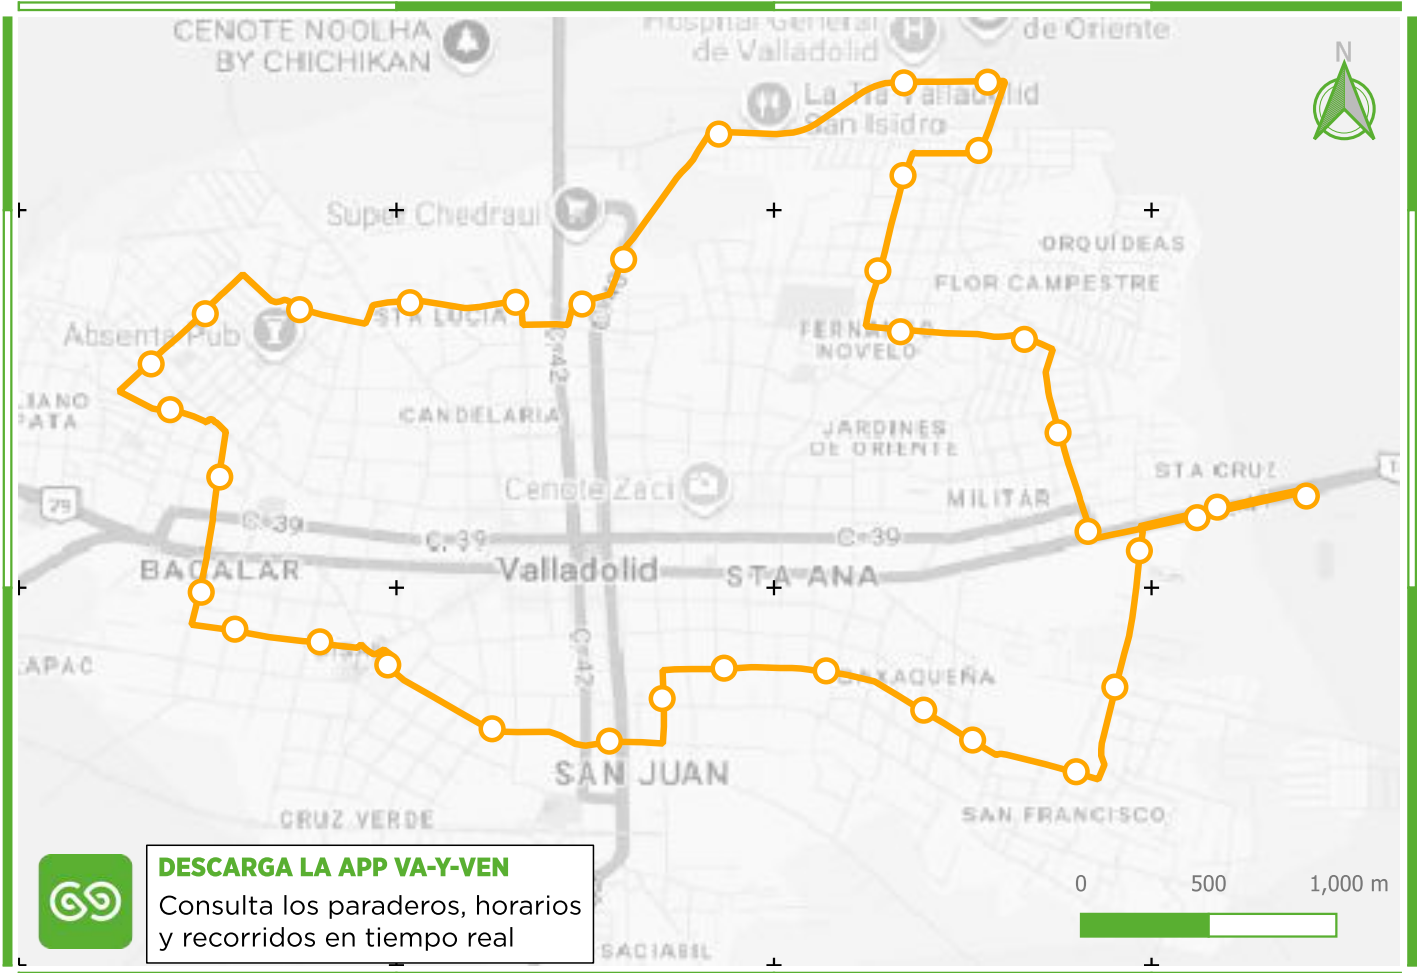 CENOTE NOOLHA
BY CHICHIKAN
Hospital General
de Valladolid
H
de Oriente
N
La Tia Valladolid
San Isidro
Super Chedraui
ORQUÍDEAS
FLOR CAMPESTRE
STA LUCIA
Absenta Pub
FERNANDO
NOVELO
C-42
CANDELARIA
JARDINES
DE ORIENTE
STA CRUZ
Cenote Zaci
MILITAR
79
C-39
C. 39
C-39
BACALAR
Valladolid
STA ANA
C-42
OAXAQUEÑA
SAN JUAN
CRUZ VERDE
SAN FRANCISCO
DESCARGA LA APP VA-Y-VEN
Consulta los paraderos, horarios
y recorridos en tiempo real
0 500 1,000 m